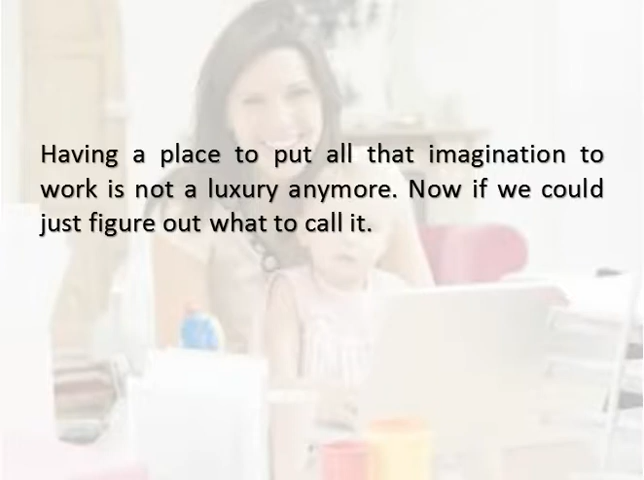 Having a place to put all that imagination to
work is not a luxury anymore. Now if we could
just figure out what to call it.